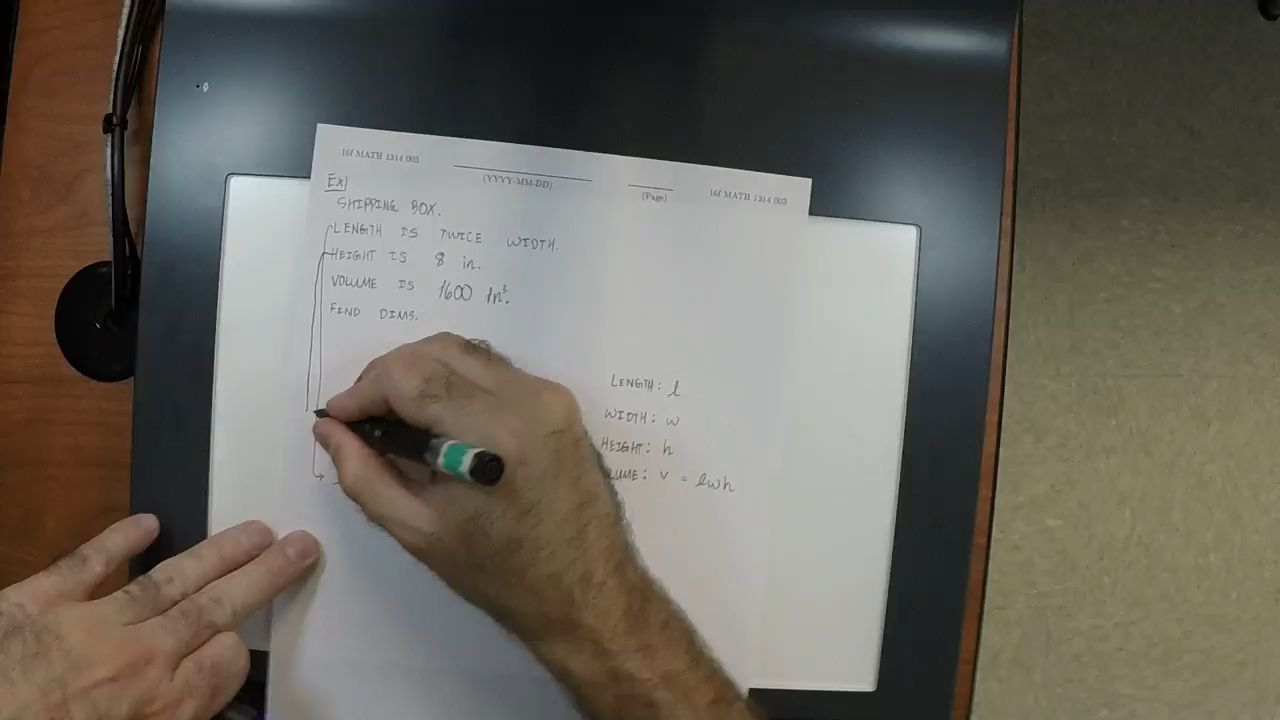 16f MATH 1314 003
(YYYY-MM-DD)
(Page)
16f MATH 1314 003
Ex)
SHIPPING BOX.
LENGTH IS TWICE WIDTH.
HEIGHT IS 8 in.
VOLUME IS 1600 in³.
FIND DIMS.
LENGTH: l
WIDTH: w
HEIGHT: h
LUME: V = lwh